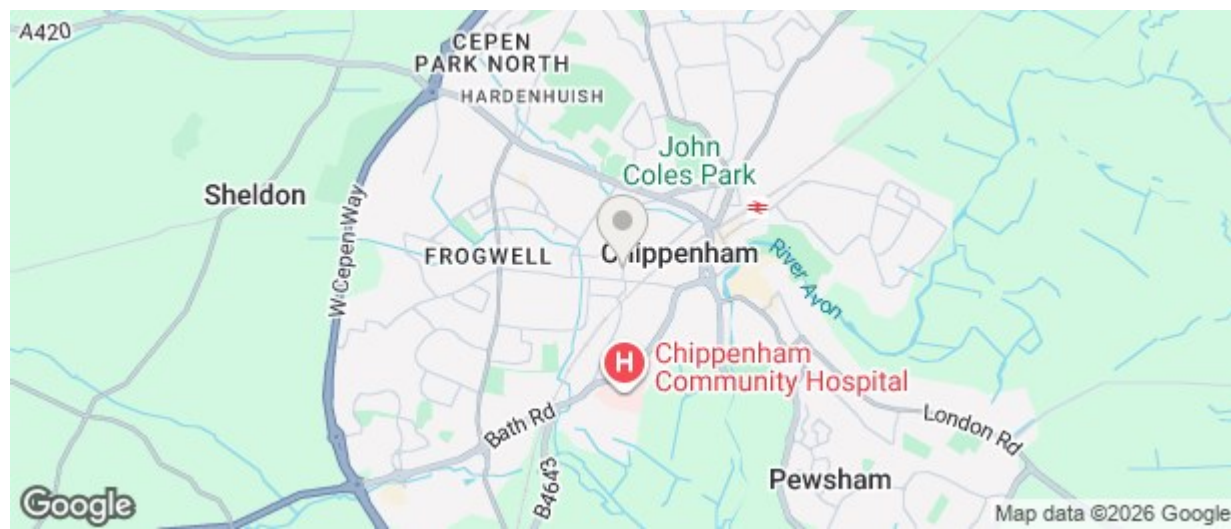 A420
CEPEN
PARK NORTH
HARDENHUISH
John
Coles Park
Sheldon
W Cepen Way
FROGWELL
Chippenham
River Avon
H
Chippenham
Community Hospital
Bath Rd
London Rd
B4643
Pewsham
Google
Map data ©2026 Google